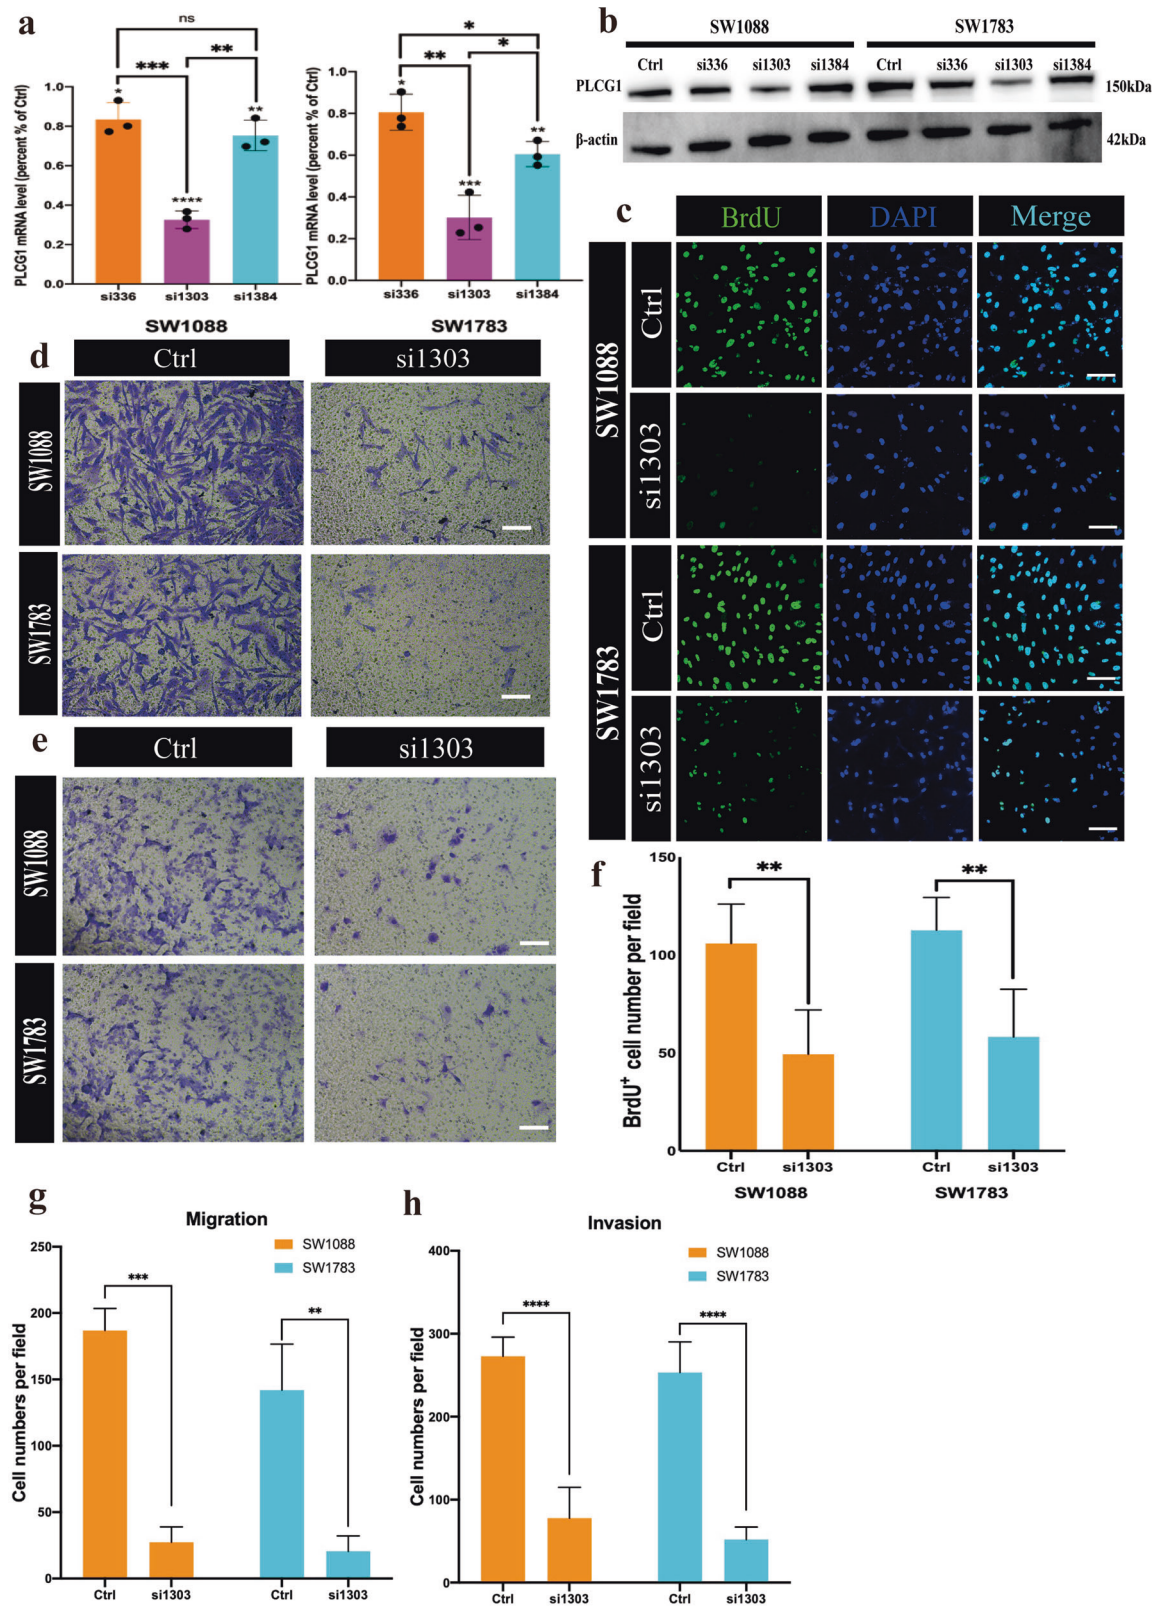 a
ns
*** **
PLCG1 mRNA level (percent % of Ctrl)
1.0
0.8
0.6
0.4
0.2
0.0
*
****
**
si336 si1303 si1384
SW1088
*
** *
PLCG1 mRNA level (percent % of Ctrl)
1.0
0.8
0.6
0.4
0.2
0.0
*
***
**
si336 si1303 si1384
SW1783
b
SW1088 SW1783
Ctrl si336 si1303 si1384 Ctrl si336 si1303 si1384
PLCG1 150kDa
β-actin 42kDa
c
BrdU DAPI Merge
SW1088
Ctrl
si1303
SW1783
Ctrl
si1303
d
Ctrl si1303
SW1088
SW1783
e
Ctrl si1303
SW1088
SW1783
f
BrdU+ cell number per field
150
100
50
0
** **
Ctrl si1303 Ctrl si1303
SW1088 SW1783
g
Migration
SW1088
SW1783
Cell numbers per field
250
200
150
100
50
0
*** **
Ctrl si1303 Ctrl si1303
h
Invasion
SW1088
SW1783
Cell numbers per field
400
300
200
100
0
**** ****
Ctrl si1303 Ctrl si1303